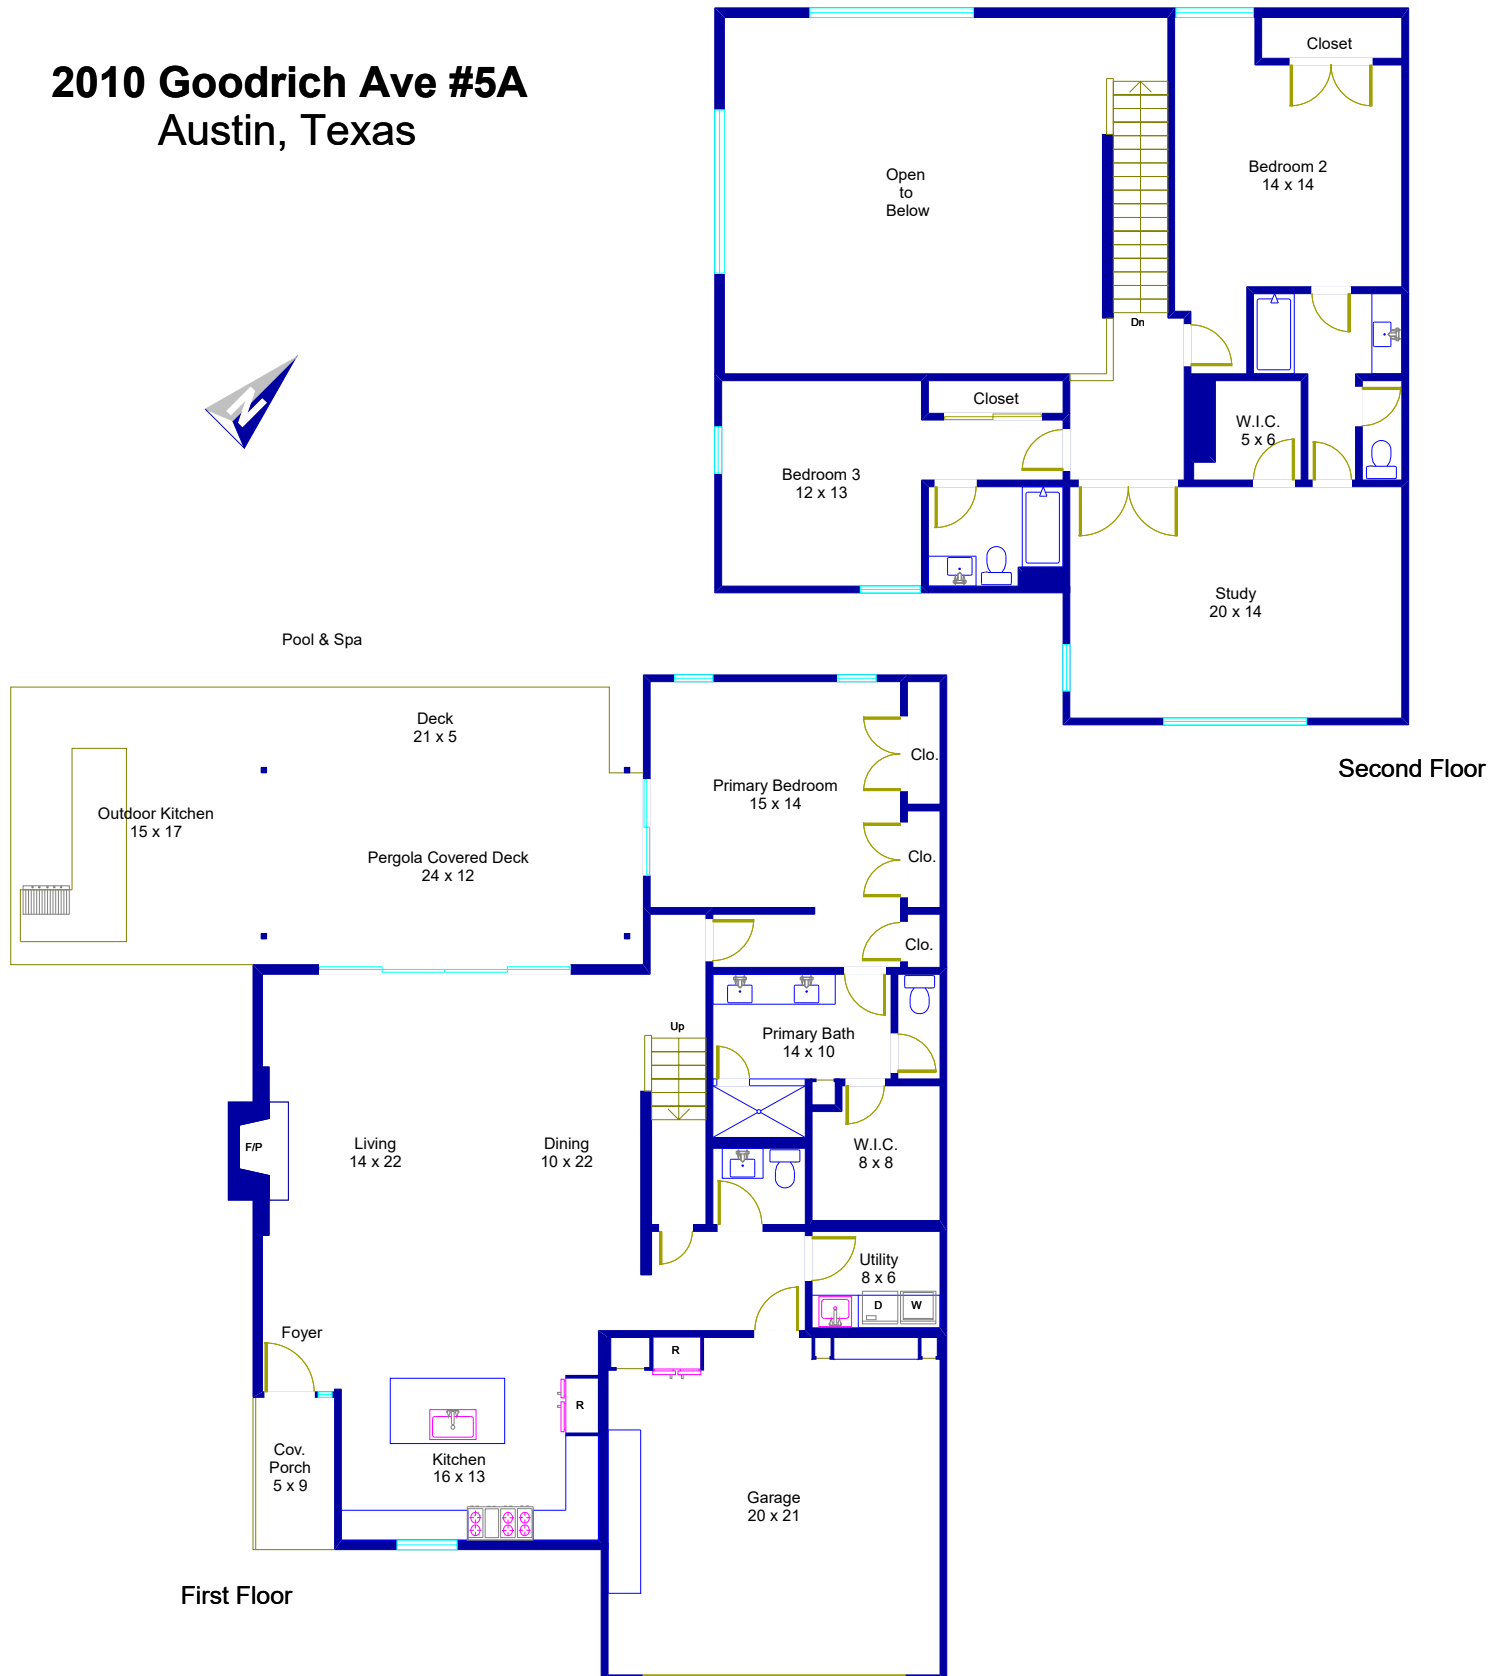 2010 Goodrich Ave #5A
Austin, Texas
N
Closet
Bedroom 2
14 x 14
Open
to
Below
Dn
Closet
W.I.C.
5 x 6
Bedroom 3
12 x 13
Study
20 x 14
Second Floor
Pool & Spa
Deck
21 x 5
Outdoor Kitchen
15 x 17
Pergola Covered Deck
24 x 12
Primary Bedroom
15 x 14
Clo.
Clo.
Clo.
Up
Primary Bath
14 x 10
F/P
Living
14 x 22
Dining
10 x 22
W.I.C.
8 x 8
Utility
8 x 6
D
W
Foyer
R
R
Cov.
Porch
5 x 9
Kitchen
16 x 13
Garage
20 x 21
First Floor